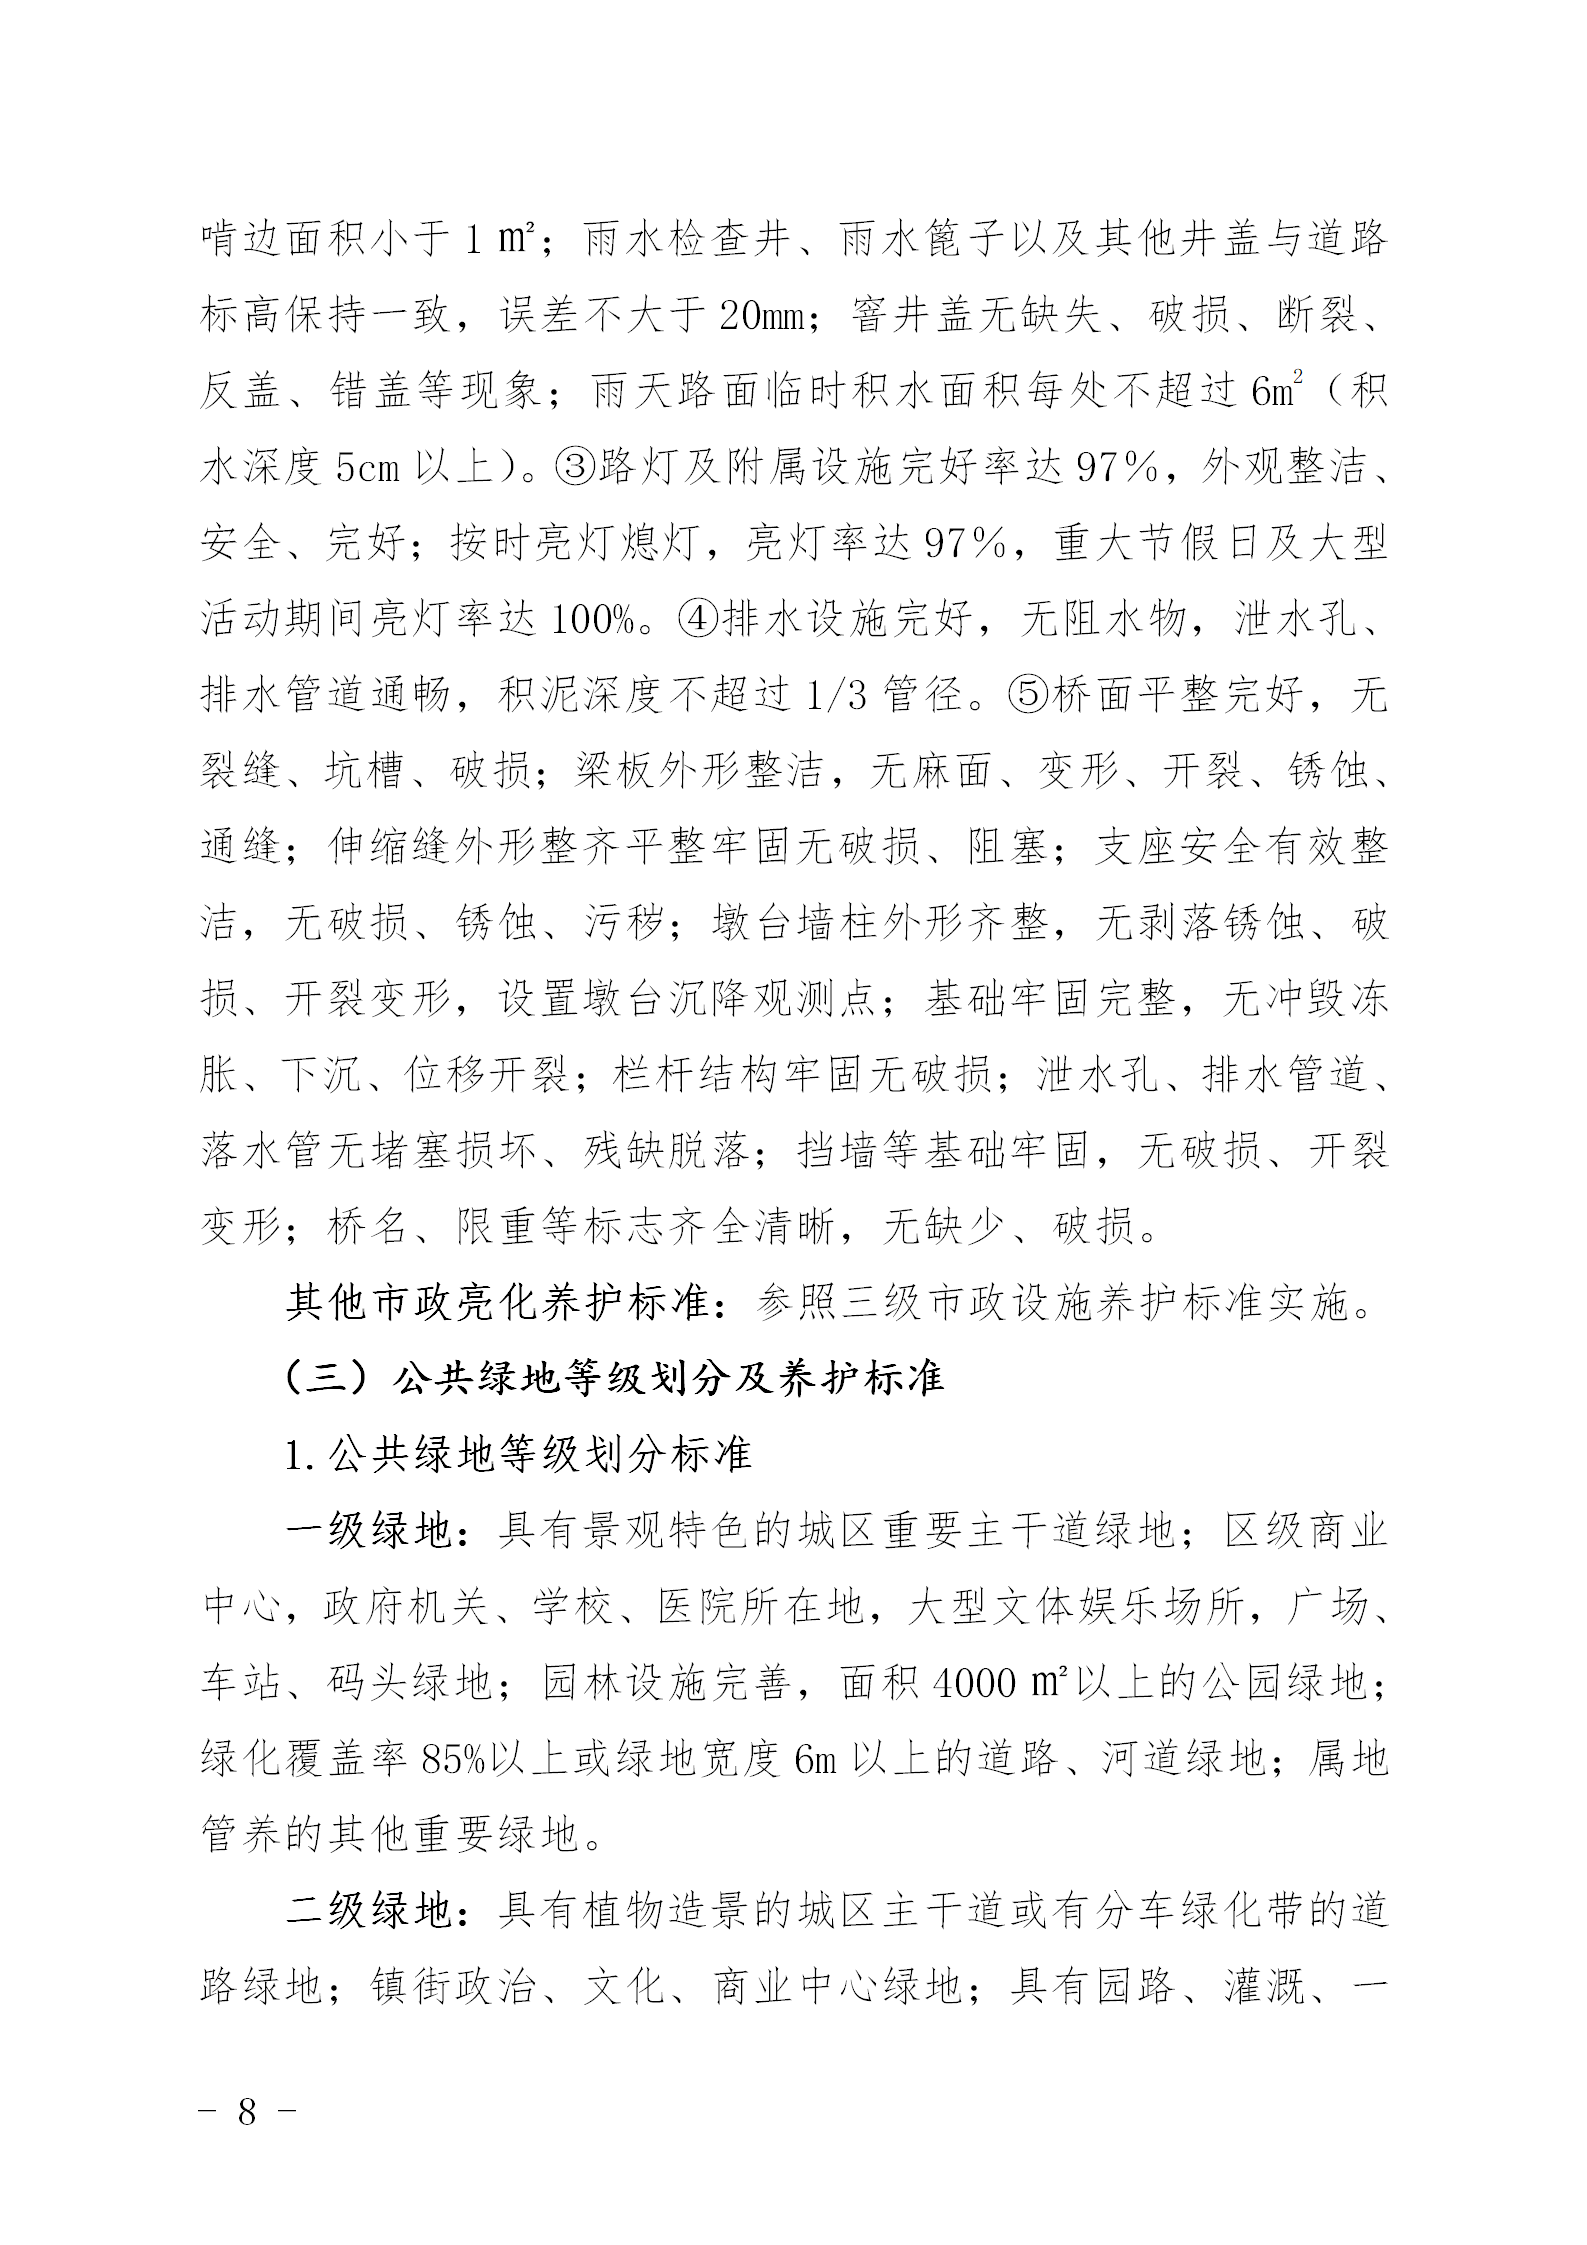 啃边面积小于 1 ㎡；雨水检查井、雨水篦子以及其他井盖与道路
标高保持一致，误差不大于 20mm；窨井盖无缺失、破损、断裂、
反盖、错盖等现象；雨天路面临时积水面积每处不超过 6m²（积
水深度 5cm 以上）。③路灯及附属设施完好率达 97％，外观整洁、
安全、完好；按时亮灯熄灯，亮灯率达 97％，重大节假日及大型
活动期间亮灯率达 100%。④排水设施完好，无阻水物，泄水孔、
排水管道通畅，积泥深度不超过 1/3 管径。⑤桥面平整完好，无
裂缝、坑槽、破损；梁板外形整洁，无麻面、变形、开裂、锈蚀、
通缝；伸缩缝外形整齐平整牢固无破损、阻塞；支座安全有效整
洁，无破损、锈蚀、污秽；墩台墙柱外形齐整，无剥落锈蚀、破
损、开裂变形，设置墩台沉降观测点；基础牢固完整，无冲毁冻
胀、下沉、位移开裂；栏杆结构牢固无破损；泄水孔、排水管道、
落水管无堵塞损坏、残缺脱落；挡墙等基础牢固，无破损、开裂
变形；桥名、限重等标志齐全清晰，无缺少、破损。
其他市政亮化养护标准：参照三级市政设施养护标准实施。
（三）公共绿地等级划分及养护标准
1.公共绿地等级划分标准
一级绿地：具有景观特色的城区重要主干道绿地；区级商业
中心，政府机关、学校、医院所在地，大型文体娱乐场所，广场、
车站、码头绿地；园林设施完善，面积 4000 ㎡以上的公园绿地；
绿化覆盖率 85%以上或绿地宽度 6m 以上的道路、河道绿地；属地
管养的其他重要绿地。
二级绿地：具有植物造景的城区主干道或有分车绿化带的道
路绿地；镇街政治、文化、商业中心绿地；具有园路、灌溉、一
- 8 -